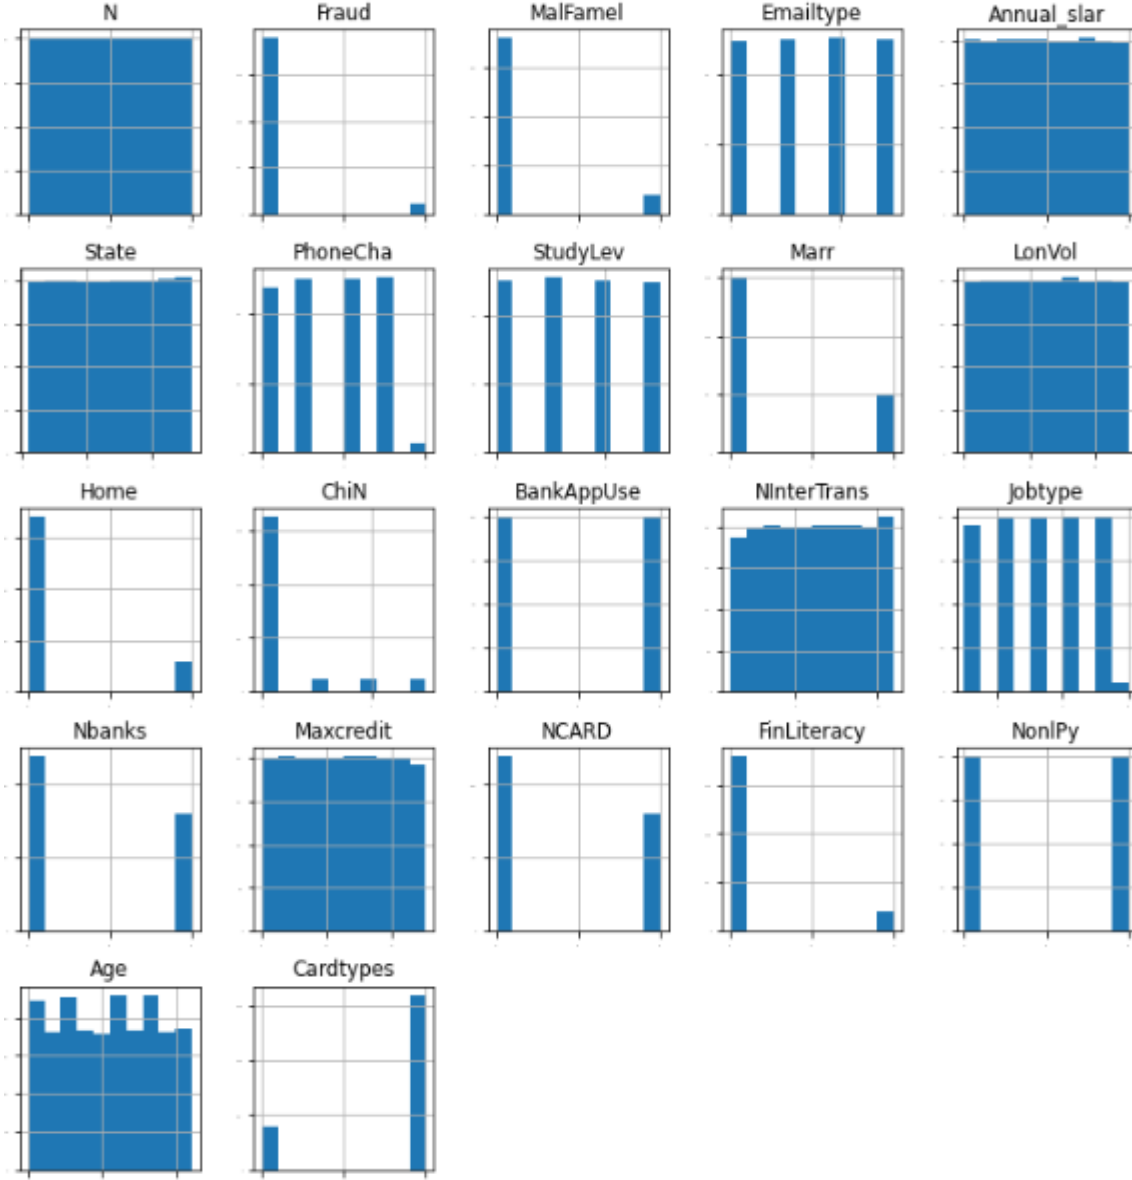 N Fraud MalFamel Emailtype Annual_slar
State PhoneCha StudyLev Marr LonVol
Home ChiN BankAppUse NInterTrans Jobtype
Nbanks Maxcredit NCARD FinLiteracy NonlPy
Age Cardtypes